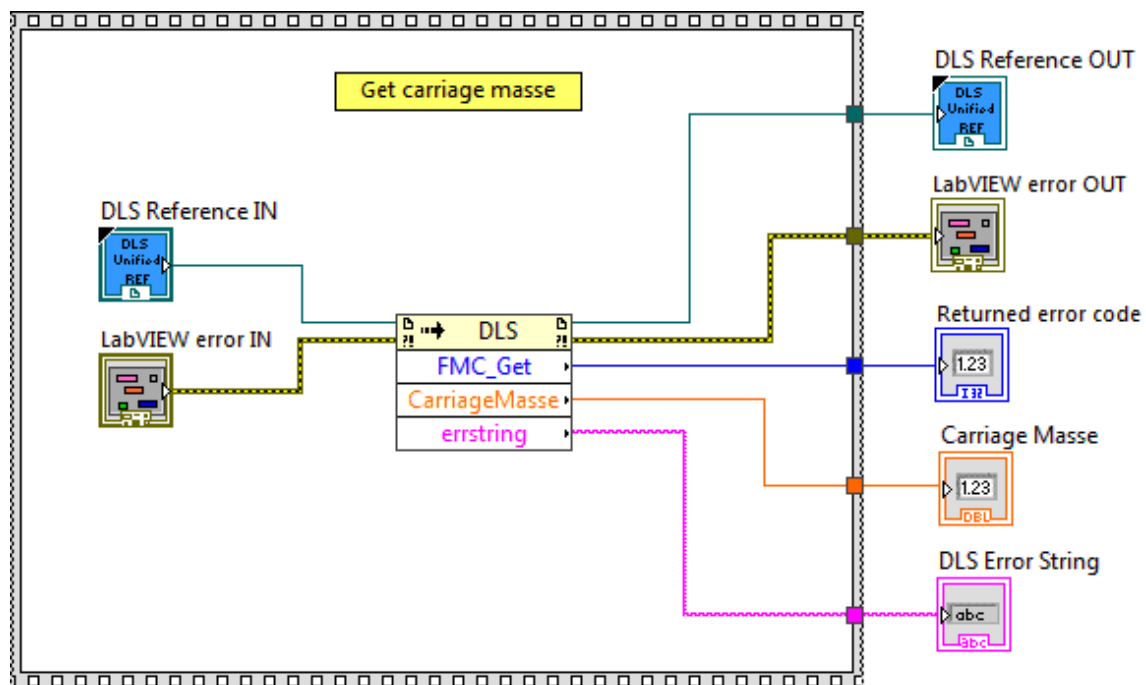 Get carriage masse
DLS Reference OUT
DLS
Unified
REF
LabVIEW error OUT
DLS Reference IN
DLS
Unified
REF
LabVIEW error IN
?!
DLS
?!
FMC_Get
CarriageMasse
errstring
Returned error code
1.23
I32
Carriage Masse
1.23
DBL
DLS Error String
abc
abc